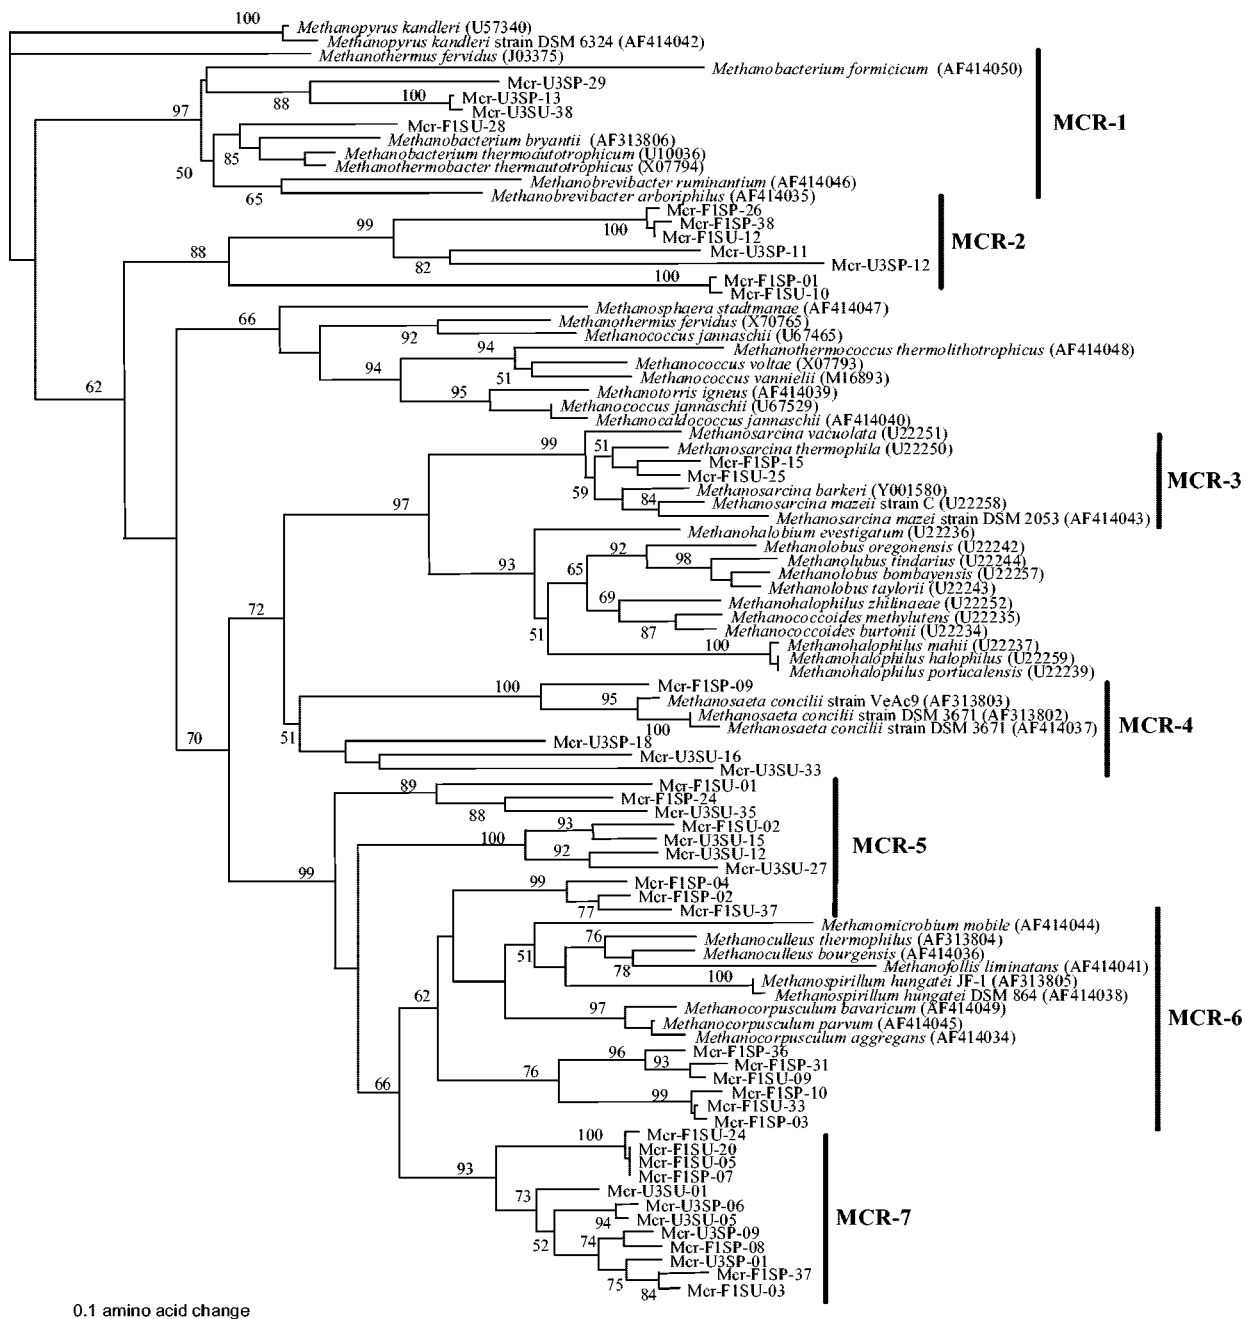 100
Methanopyrus kandleri (U57340)
Methanopyrus kandleri strain DSM 6324 (AF414042)
Methanothermus fervidus (J03375)
Methanobacterium formicicum (AF414050)
Mcr-U3SP-29
88
100
Mcr-U3SP-13
Mcr-U3SU-38
97
MCR-1
Mcr-F1SU-28
Methanobacterium bryantii (AF313806)
85
Methanobacterium thermoautotrophicum (U10036)
Methanothermobacter thermautotrophicus (X07794)
50
Methanobrevibacter ruminantium (AF414046)
65
Methanobrevibacter arboriphilus (AF414035)
Mcr-F1SP-26
99
100
Mcr-F1SP-38
Mcr-F1SU-12
MCR-2
88
Mcr-U3SP-11
82
Mcr-U3SP-12
100
Mcr-F1SP-01
Mcr-F1SU-10
Methanosphaera stadtmanae (AF414047)
66
Methanothermus fervidus (X70765)
92
Methanococcus jannaschii (U67465)
94
Methanothermococcus thermolithotrophicus (AF414048)
94
Methanococcus voltae (X07793)
51
Methanococcus vannielii (M16893)
62
95
Methanotorris igneus (AF414039)
Methanococcus jannaschii (U67529)
Methanocaldococcus jannaschii (AF414040)
Methanosarcina vacuolata (U22251)
99
51
Methanosarcina thermophila (U22250)
Mcr-F1SP-15
Mcr-F1SU-25
MCR-3
59
Methanosarcina barkeri (Y001580)
84
Methanosarcina mazeii strain C (U22258)
97
Methanosarcina mazei strain DSM 2053 (AF414043)
Methanohalobium evestigatum (U22236)
92
Methanolobus oregonensis (U22242)
98
Methanolubus tindarius (U22244)
93
65
Methanolobus bombayensis (U22257)
Methanolobus taylorii (U22243)
69
Methanohalophilus zhilinaeae (U22252)
72
Methanococcoides methylutens (U22235)
87
Methanococcoides burtonii (U22234)
51
100
Methanohalophilus mahii (U22237)
Methanohalophilus halophilus (U22259)
Methanohalophilus portucalensis (U22239)
100
Mcr-F1SP-09
95
Methanosaeta concilii strain VeAc9 (AF313803)
Methanosaeta concilii strain DSM 3671 (AF313802)
100
Methanosaeta concilii strain DSM 3671 (AF414037)
MCR-4
70
51
Mcr-U3SP-18
Mcr-U3SU-16
Mcr-U3SU-33
89
Mcr-F1SU-01
Mcr-F1SP-24
88
Mcr-U3SU-35
93
Mcr-F1SU-02
100
Mcr-U3SU-15
MCR-5
92
Mcr-U3SU-12
Mcr-U3SU-27
99
99
Mcr-F1SP-04
Mcr-F1SP-02
77
Mcr-F1SU-37
Methanomicrobium mobile (AF414044)
76
Methanoculleus thermophilus (AF313804)
51
Methanoculleus bourgensis (AF414036)
78
Methanofollis liminatans (AF414041)
100
Methanospirillum hungatei JF-1 (AF313805)
Methanospirillum hungatei DSM 864 (AF414038)
62
97
Methanocorpusculum bavaricum (AF414049)
MCR-6
Methanocorpusculum parvum (AF414045)
Methanocorpusculum aggregans (AF414034)
96
Mcr-F1SP-36
93
Mcr-F1SP-31
76
Mcr-F1SU-09
66
99
Mcr-F1SP-10
Mcr-F1SU-33
Mcr-F1SP-03
100
Mcr-F1SU-24
Mcr-F1SU-20
Mcr-F1SU-05
93
Mcr-F1SP-07
73
Mcr-U3SU-01
Mcr-U3SP-06
94
Mcr-U3SU-05
MCR-7
52
74
Mcr-U3SP-09
Mcr-F1SP-08
Mcr-U3SP-01
75
Mcr-F1SP-37
84
Mcr-F1SU-03
0.1 amino acid change